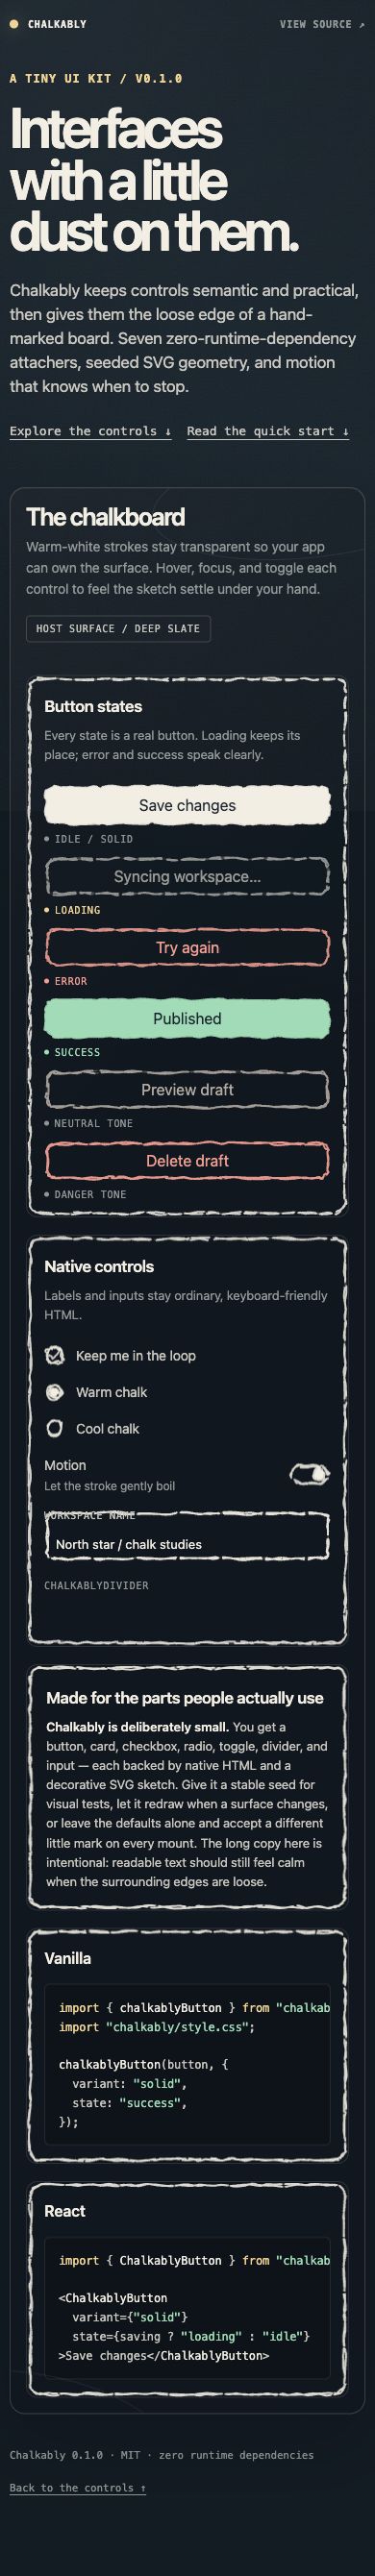 CHALKABLY
VIEW SOURCE ↗
A TINY UI KIT / V0.1.0
Interfaces
with a little
dust on them.
Chalkably keeps controls semantic and practical,
then gives them the loose edge of a hand-
marked board. Seven zero-runtime-dependency
attachers, seeded SVG geometry, and motion
that knows when to stop.
Explore the controls ↓ Read the quick start ↓
The chalkboard
Warm-white strokes stay transparent so your app
can own the surface. Hover, focus, and toggle each
control to feel the sketch settle under your hand.
HOST SURFACE / DEEP SLATE
Button states
Every state is a real button. Loading keeps its
place; error and success speak clearly.
Save changes
IDLE / SOLID
Syncing workspace…
LOADING
Try again
ERROR
Published
SUCCESS
Preview draft
NEUTRAL TONE
Delete draft
DANGER TONE
Native controls
Labels and inputs stay ordinary, keyboard-friendly
HTML.
Keep me in the loop
Warm chalk
Cool chalk
Motion
Let the stroke gently boil
WORKSPACE NAME
North star / chalk studies
CHALKABLYDIVIDER
Made for the parts people actually use
Chalkably is deliberately small. You get a
button, card, checkbox, radio, toggle, divider, and
input — each backed by native HTML and a
decorative SVG sketch. Give it a stable seed for
visual tests, let it redraw when a surface changes,
or leave the defaults alone and accept a different
little mark on every mount. The long copy here is
intentional: readable text should still feel calm
when the surrounding edges are loose.
Vanilla
import { chalkablyButton } from "chalkab
import "chalkably/style.css";
chalkablyButton(button, {
variant: "solid",
state: "success",
});
React
import { ChalkablyButton } from "chalkab
<ChalkablyButton
variant={"solid"}
state={saving ? "loading" : "idle"}
>Save changes</ChalkablyButton>
Chalkably 0.1.0 · MIT · zero runtime dependencies
Back to the controls ↑